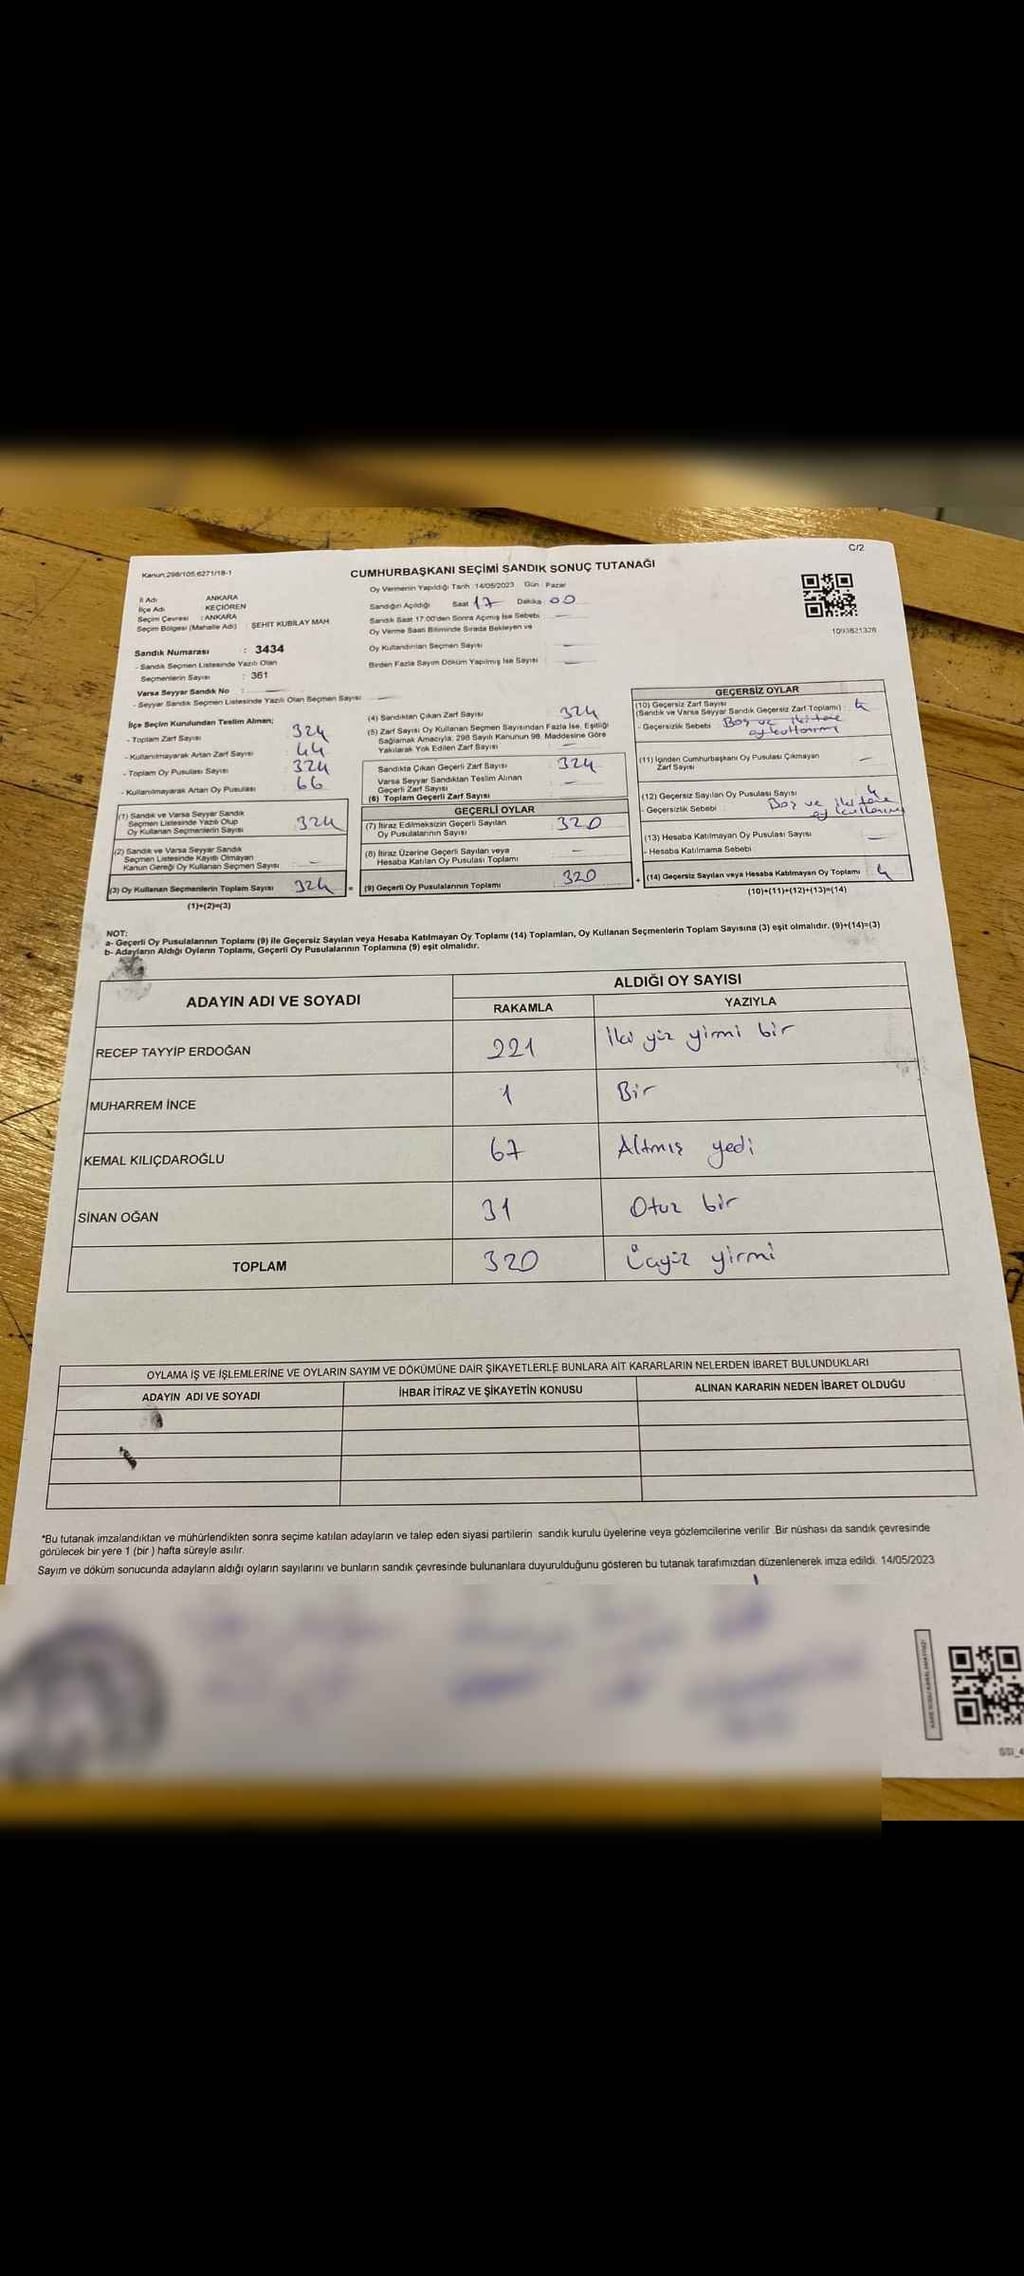 C/2
Kanun:298/105,6271/18-1
CUMHURBAŞKANI SEÇİMİ SANDIK SONUÇ TUTANAĞI
Oy Vermenin Yapıldığı Tarih :14/05/2023 Gün : Pazar
İl Adı ANKARA
İlçe Adı KEÇİÖREN
Seçim Çevresi : ANKARA
Seçim Bölgesi (Mahalle Adı) ŞEHİT KUBİLAY MAH
Sandığın Açıldığı Saat 17 Dakika 00
Sandık Saat 17.00'den Sonra Açmış İse Sebebi
Oy Verme Saati Bitiminde Sırada Bekleyen ve
Oy Kullandırılan Seçmen Sayısı
Birden Fazla Sayım Döküm Yapılmış İse Sayısı
1093821328
Sandık Numarası : 3434
- Sandık Seçmen Listesinde Yazılı Olan
Seçmenlerin Sayısı : 361
Varsa Seyyar Sandık No :
- Seyyar Sandık Seçmen Listesinde Yazılı Olan Seçmen Sayısı
İlçe Seçim Kurulundan Teslim Alınan;
- Toplam Zarf Sayısı 324
- Kullanılmayarak Artan Zarf Sayısı 44
- Toplam Oy Pusulası Sayısı 324
- Kullanılmayarak Artan Oy Pusulası 66
(1) Sandık ve Varsa Seyyar Sandık
Seçmen Listesinde Yazılı Olup
Oy Kullanan Seçmenlerin Sayısı 324
(2) Sandık ve Varsa Seyyar Sandık
Seçmen Listesinde Kayıtlı Olmayan
Kanun Gereği Oy Kullanan Seçmen Sayısı
(3) Oy Kullanan Seçmenlerin Toplam Sayısı 324 =
(1)+(2)=(3)
(4) Sandıktan Çıkan Zarf Sayısı 324
(5) Zarf Sayısı Oy Kullanan Seçmen Sayısından Fazla İse, Eşitliği
Sağlamak Amacıyla, 298 Sayılı Kanunun 98. Maddesine Göre
Yakılarak Yok Edilen Zarf Sayısı
Sandıkta Çıkan Geçerli Zarf Sayısı 324
Varsa Seyyar Sandıktan Teslim Alınan
Geçerli Zarf Sayısı
(6) Toplam Geçerli Zarf Sayısı
GEÇERLİ OYLAR
(7) İtiraz Edilmeksizin Geçerli Sayılan
Oy Pusulalarının Sayısı 320
(8) İtiraz Üzerine Geçerli Sayılan veya
Hesaba Katılan Oy Pusulası Toplamı
(9) Geçerli Oy Pusulalarının Toplamı 320 +
GEÇERSİZ OYLAR
(10) Geçersiz Zarf Sayısı
(Sandık ve Varsa Seyyar Sandık Geçersiz Zarf Toplamı) : 4
- Geçersizlik Sebebi Boş ve iki tane
oy kullanımı
(11) İçinden Cumhurbaşkanı Oy Pusulası Çıkmayan
Zarf Sayısı
(12) Geçersiz Sayılan Oy Pusulası Sayısı 4
- Geçersizlik Sebebi Boş ve iki tane
oy kullanımı
(13) Hesaba Katılmayan Oy Pusulası Sayısı
- Hesaba Katılmama Sebebi
(14) Geçersiz Sayılan veya Hesaba Katılmayan Oy Toplamı 4
(10)+(11)+(12)+(13)=(14)
NOT:
a- Geçerli Oy Pusulalarının Toplamı (9) ile Geçersiz Sayılan veya Hesaba Katılmayan Oy Toplamı (14) Toplamları, Oy Kullanan Seçmenlerin Toplam Sayısına (3) eşit olmalıdır. (9)+(14)=(3)
b- Adayların Aldığı Oyların Toplamı, Geçerli Oy Pusulalarının Toplamına (9) eşit olmalıdır.
ADAYIN ADI VE SOYADI
ALDIĞI OY SAYISI
RAKAMLA YAZIYLA
RECEP TAYYİP ERDOĞAN 221 İki yüz yirmi bir
MUHARREM İNCE 1 Bir
KEMAL KILIÇDAROĞLU 67 Altmış yedi
SİNAN OĞAN 31 Otuz bir
TOPLAM 320 Üçyüz yirmi
OYLAMA İŞ VE İŞLEMLERİNE VE OYLARIN SAYIM VE DÖKÜMÜNE DAİR ŞİKAYETLERLE BUNLARA AİT KARARLARIN NELERDEN İBARET BULUNDUKLARI
ADAYIN ADI VE SOYADI İHBAR İTİRAZ VE ŞİKAYETİN KONUSU ALINAN KARARIN NEDEN İBARET OLDUĞU
*Bu tutanak imzalandıktan ve mühürlendikten sonra seçime katılan adayların ve talep eden siyasi partilerin sandık kurulu üyelerine veya gözlemcilerine verilir .Bir nüshası da sandık çevresinde
görülecek bir yere 1 (bir ) hafta süreyle asılır.
Sayım ve döküm sonucunda adayların aldığı oyların sayılarını ve bunların sandık çevresinde bulunanlara duyurulduğunu gösteren bu tutanak tarafımızdan düzenlenerek imza edildi. 14/05/2023
SSI_4